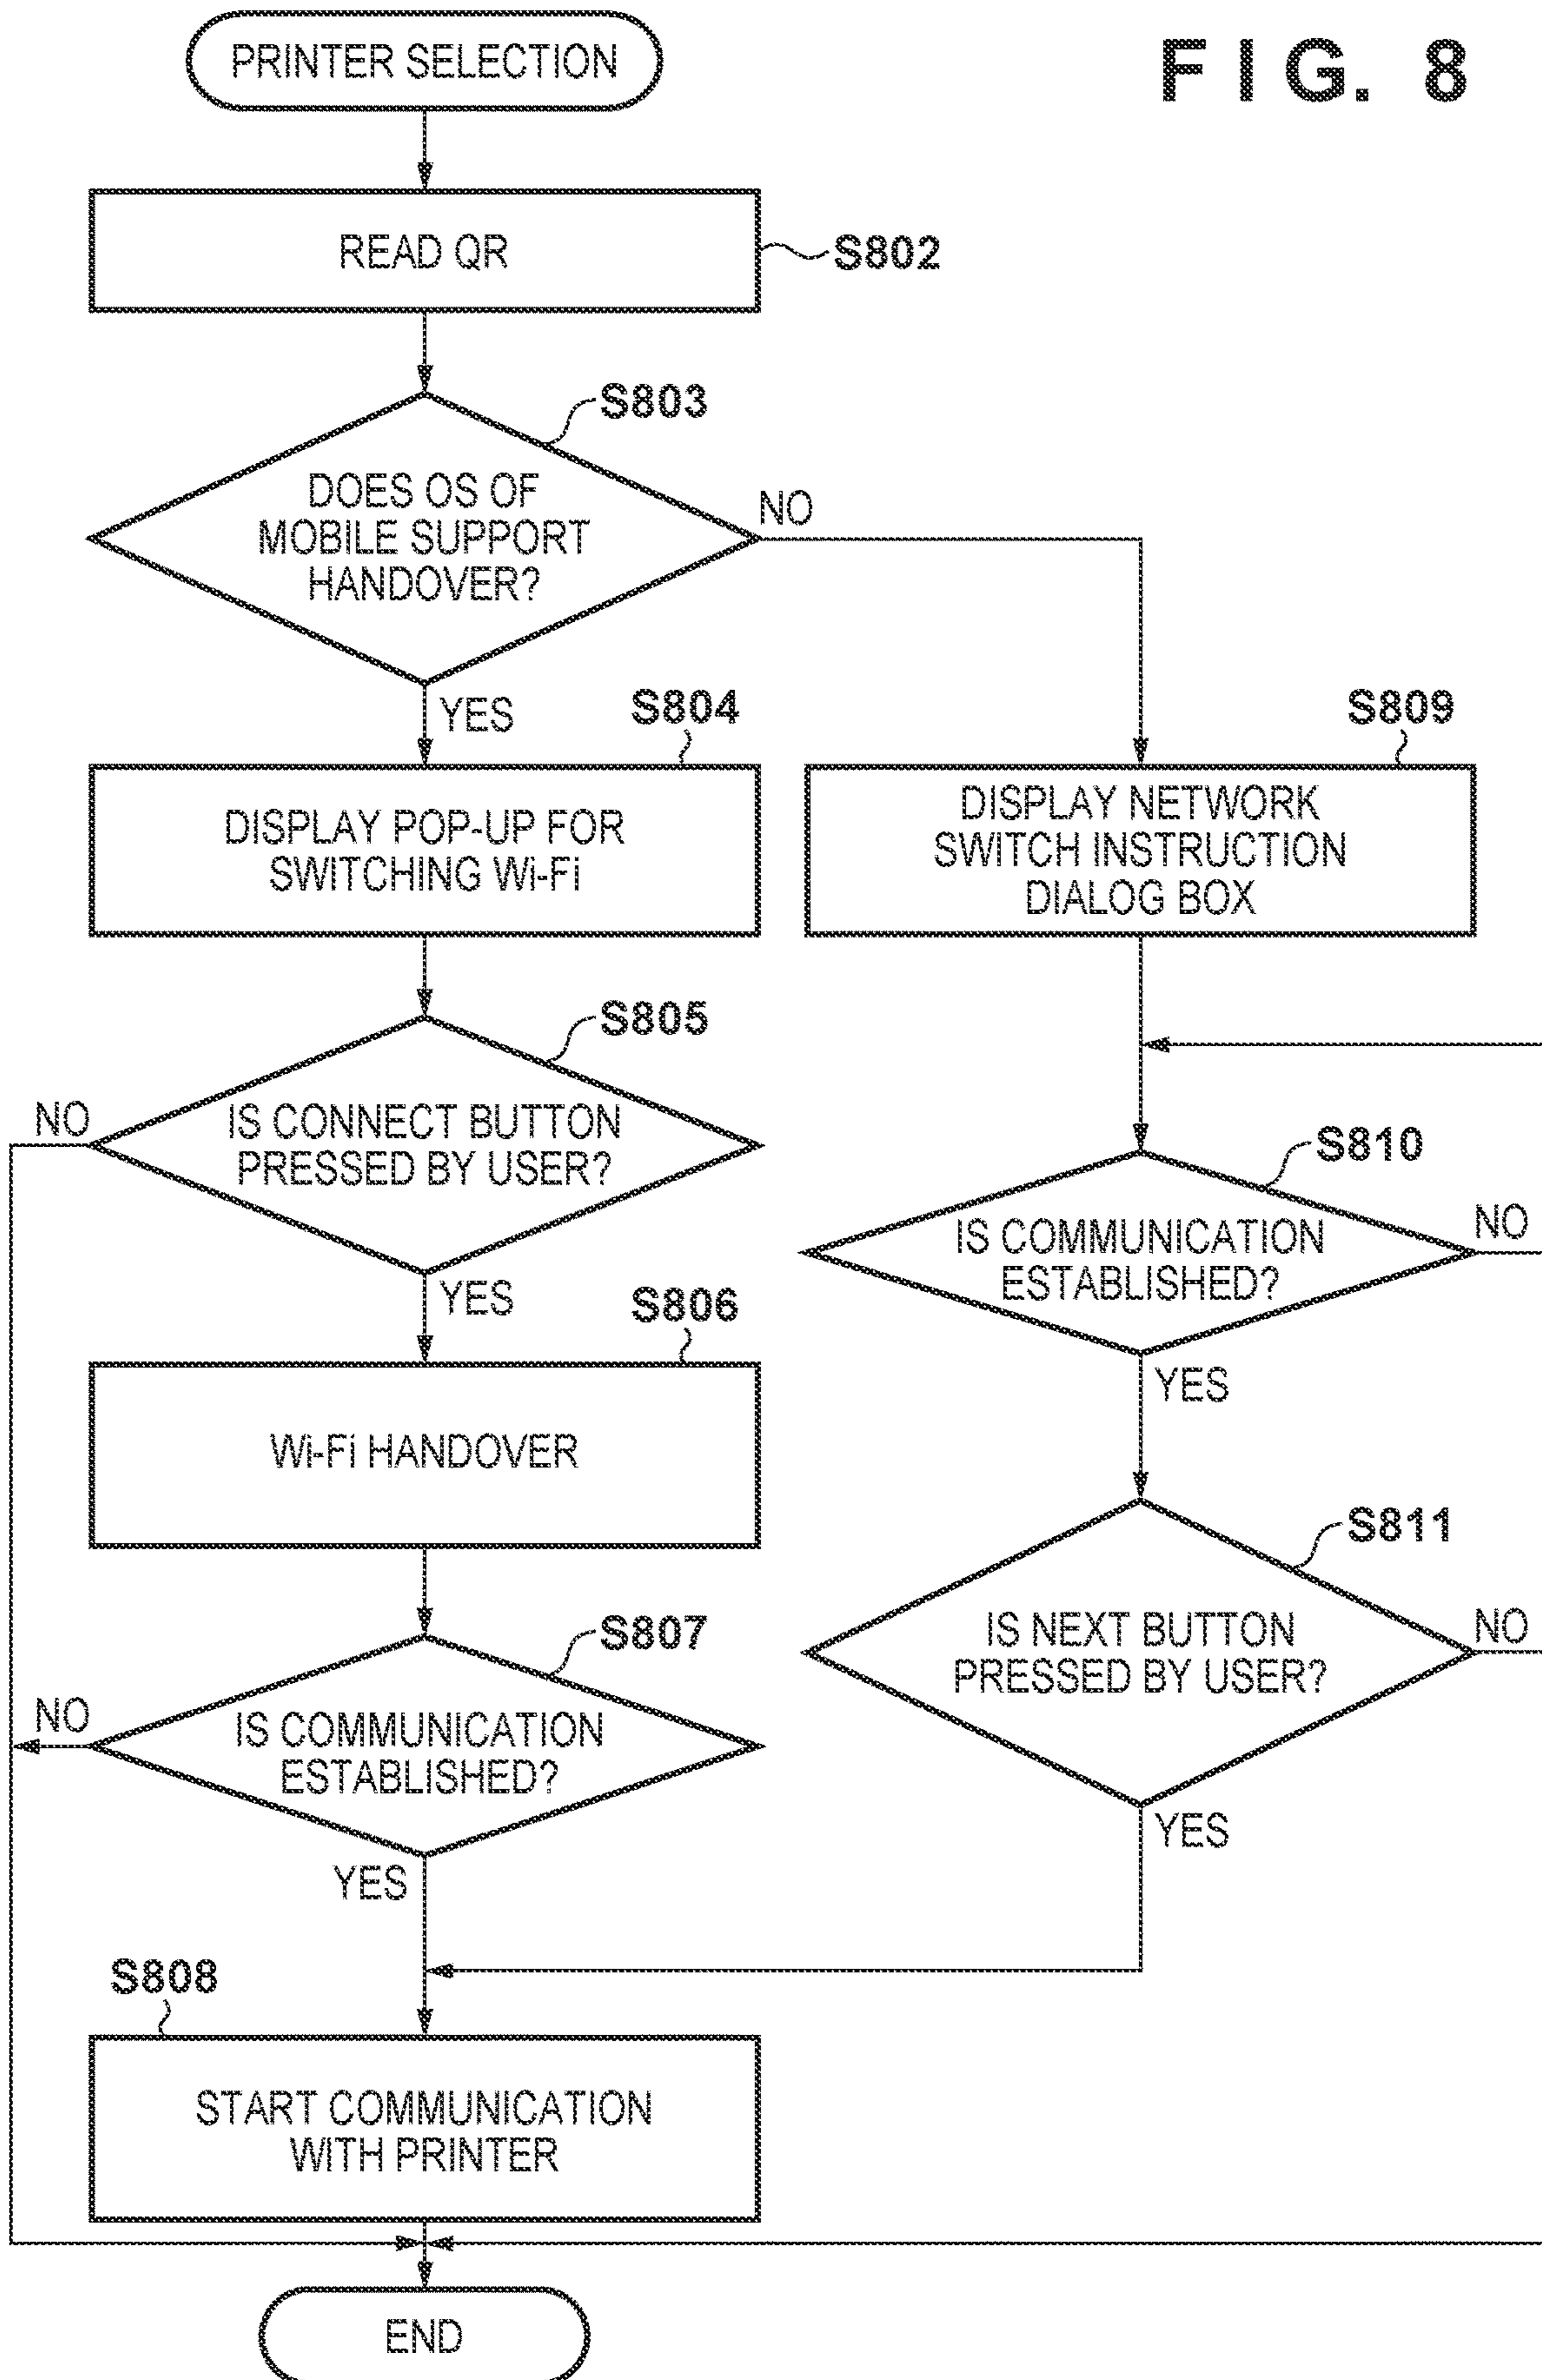 FIG. 8
PRINTER SELECTION
READ QR
S802
S803
DOES OS OF
MOBILE SUPPORT
HANDOVER?
NO
YES
S804
DISPLAY POP-UP FOR
SWITCHING Wi-Fi
S805
IS CONNECT BUTTON
PRESSED BY USER?
NO
YES
S806
Wi-Fi HANDOVER
S807
IS COMMUNICATION
ESTABLISHED?
NO
YES
S808
START COMMUNICATION
WITH PRINTER
END
S809
DISPLAY NETWORK
SWITCH INSTRUCTION
DIALOG BOX
S810
IS COMMUNICATION
ESTABLISHED?
NO
YES
S811
IS NEXT BUTTON
PRESSED BY USER?
NO
YES